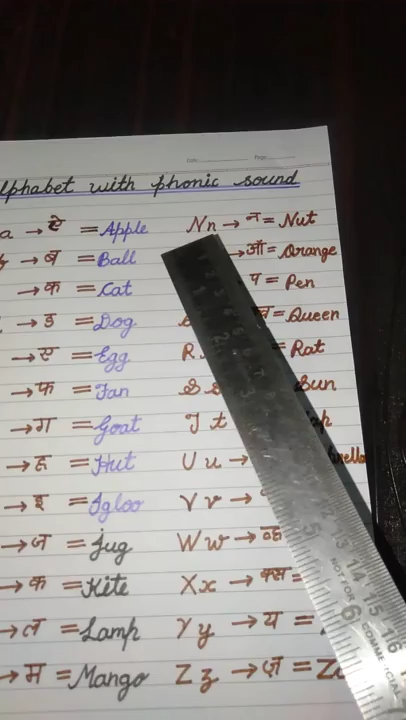 lphabet with phonic sound
a → ऐ = Apple Nn → न = Nut
→ ब = Ball → ऑ = Orange
→ क = Cat प = Pen
→ ड = Dog = Queen
→ ए = Egg R = Rat
→ फ = Fan S s Sun
→ ग = Goat T t
→ ह = Hut U u →
→ इ = Igloo V v →
→ ज = Jug W w →
→ क = Kite X x → क्स =
→ ल = Lamp Y y → य =
→ म = Mango Z z → ज़ =